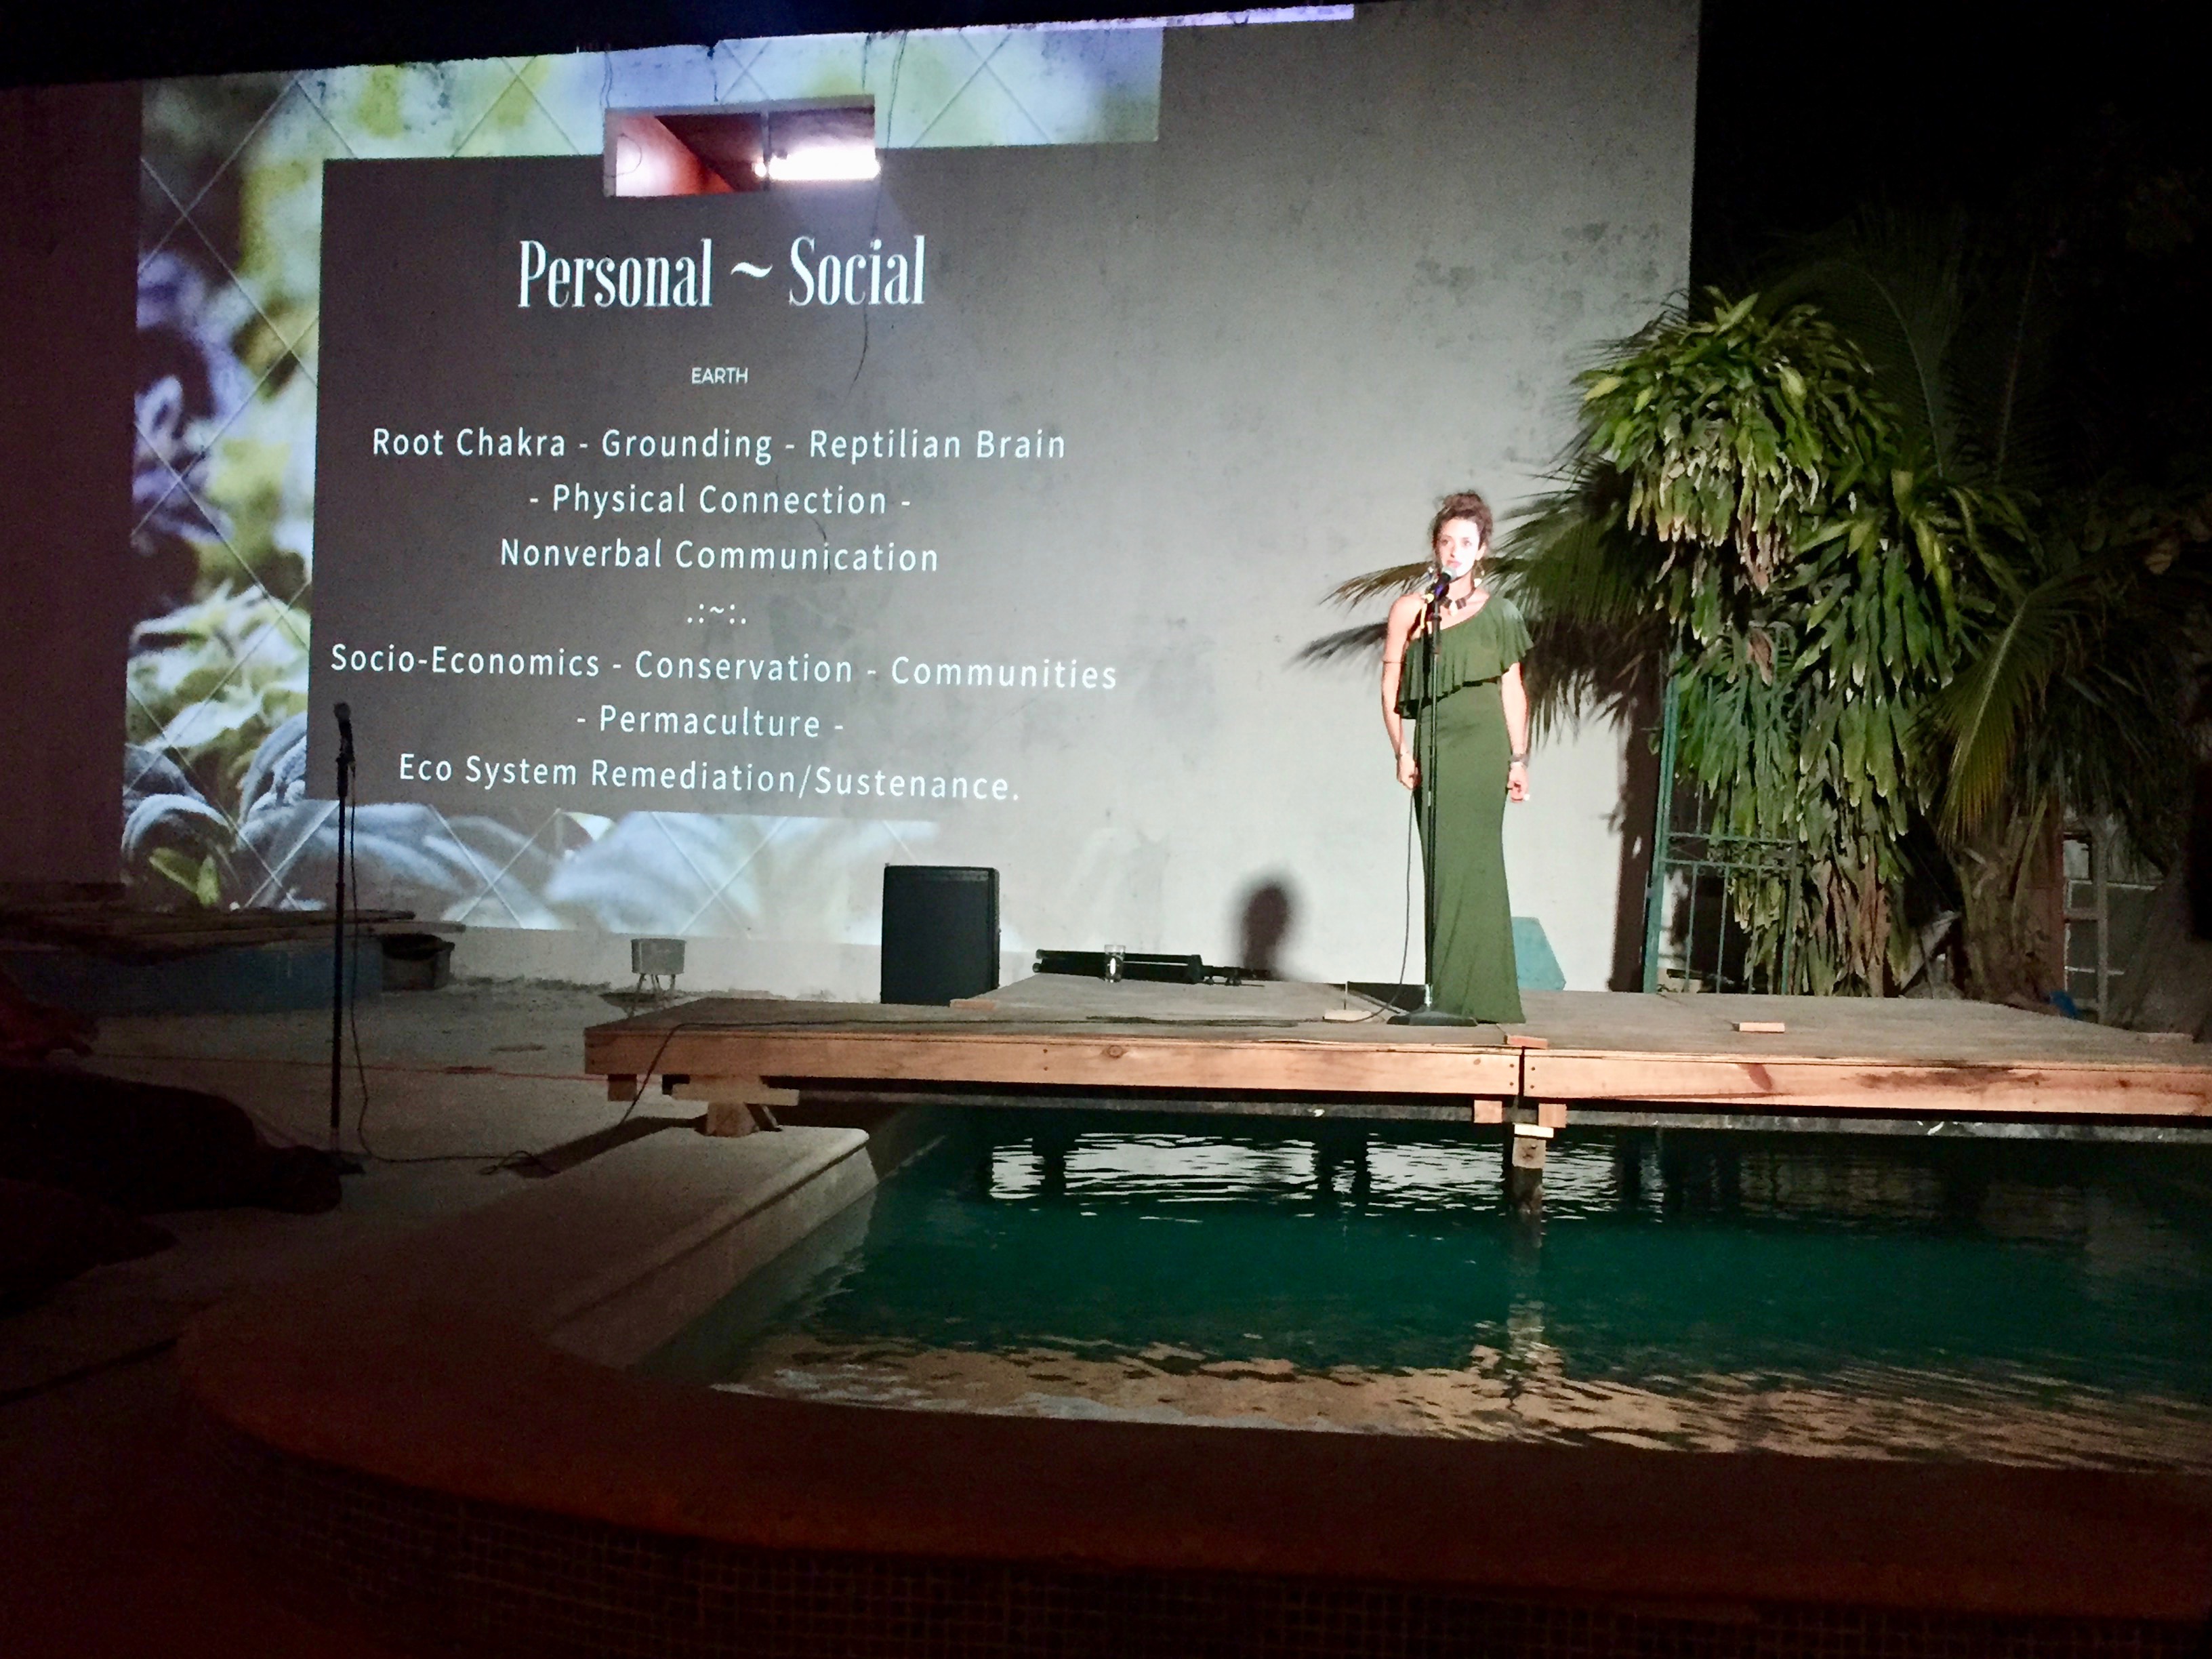 Personal ~ Social
EARTH
Root Chakra - Grounding - Reptilian Brain
- Physical Connection -
Nonverbal Communication
.:~:.
Socio-Economics - Conservation - Communities
- Permaculture -
Eco System Remediation/Sustenance.